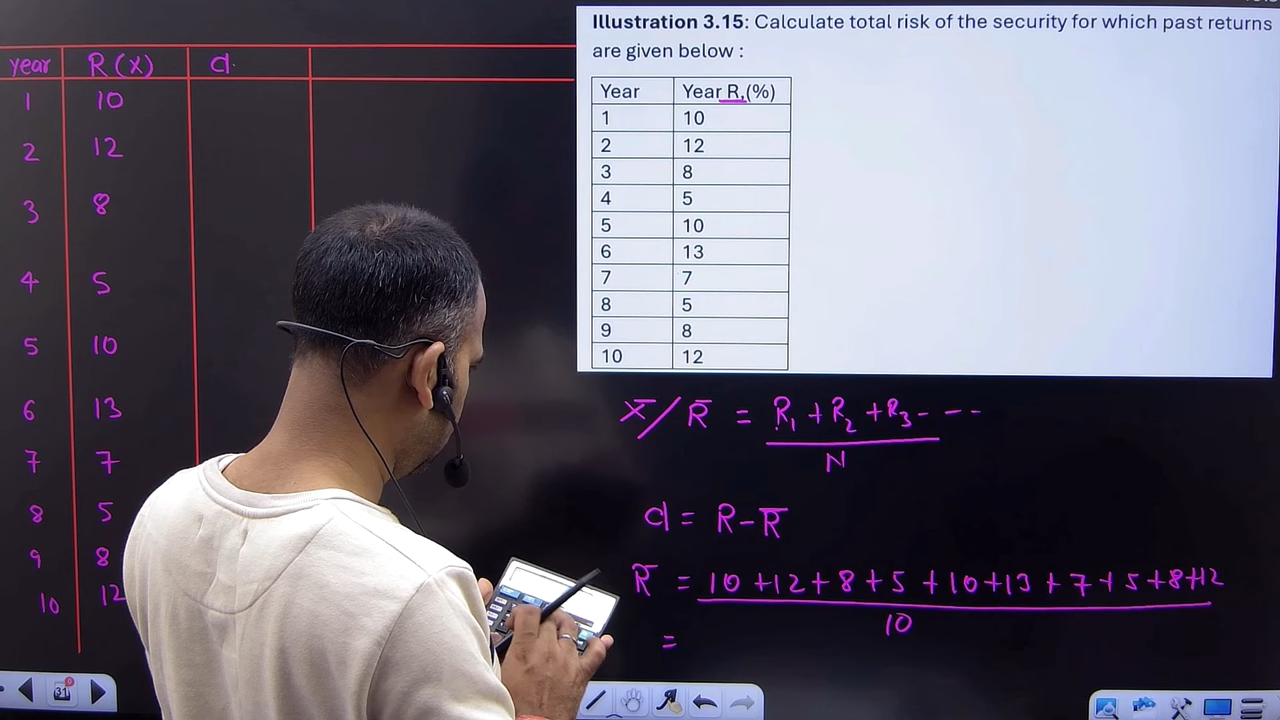 Illustration 3.15: Calculate total risk of the security for which past returns
are given below :
Year Year R,(%)
1 10
2 12
3 8
4 5
5 10
6 13
7 7
8 5
9 8
10 12
year R(x) d
1 10
2 12
3 8
4 5
5 10
6 13
7 7
8 5
9 8
10 12
x̄/R̄ = R₁ + R₂ + R₃ - - - -
N
d = R - R̄
R̄ = 10 + 12 + 8 + 5 + 10 + 13 + 7 + 5 + 8 + 12
10
=
31